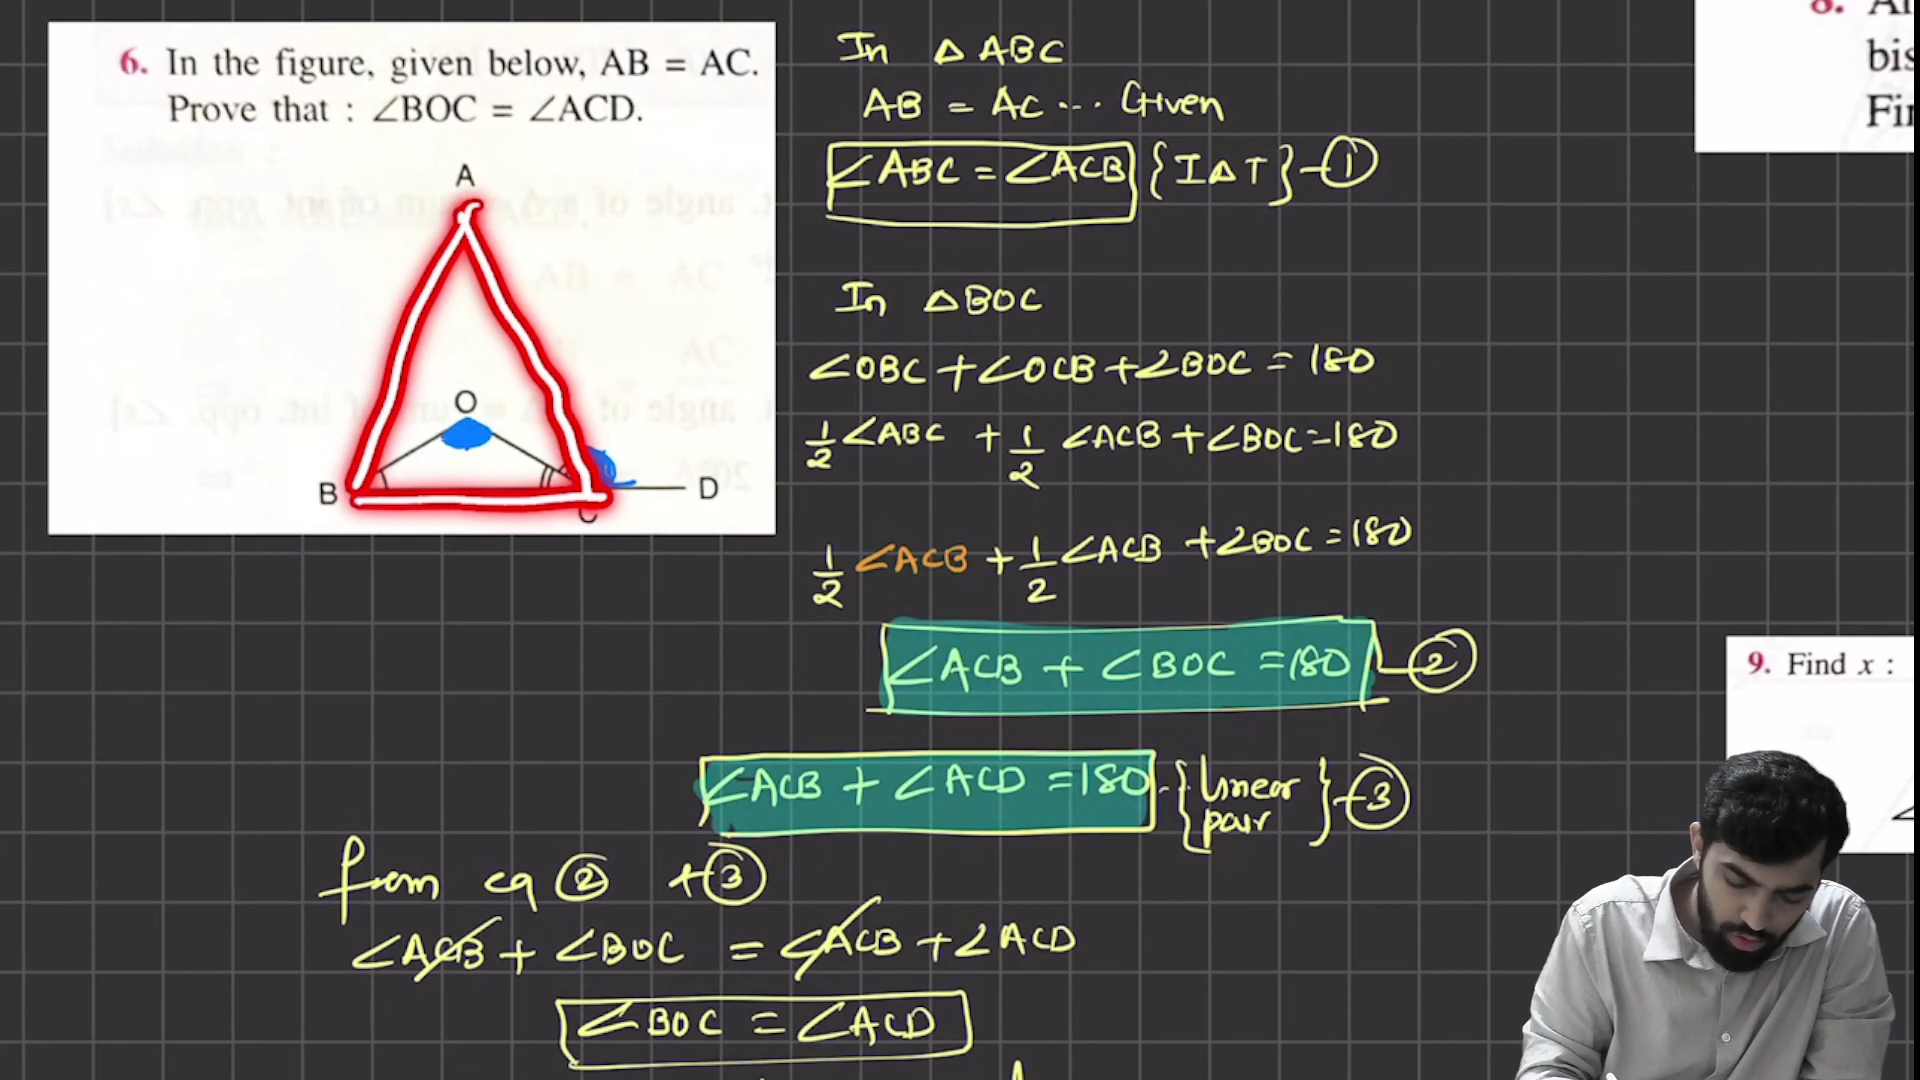 6. In the figure, given below, AB = AC.
Prove that : ∠BOC = ∠ACD.
A
O
B
C
D
In △ABC
AB = AC ... Given
∠ABC = ∠ACB {I△T} - ①
In △BOC
∠OBC + ∠OCB + ∠BOC = 180
1/2 ∠ABC + 1/2 ∠ACB + ∠BOC = 180
1/2 ∠ACB + 1/2 ∠ACB + ∠BOC = 180
∠ACB + ∠BOC = 180 - ②
∠ACB + ∠ACD = 180 - {linear pair} - ③
from eq ② + ③
∠ACB + ∠BOC = ∠ACB + ∠ACD
∠BOC = ∠ACD
8.
bis
Fin
9. Find x :